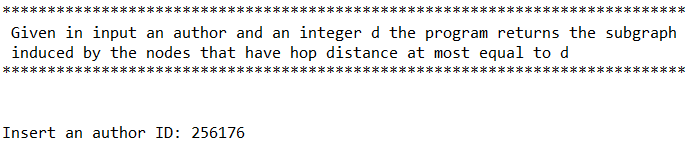 ***************************************************************************
Given in input an author and an integer d the program returns the subgraph
induced by the nodes that have hop distance at most equal to d
***************************************************************************
Insert an author ID: 256176